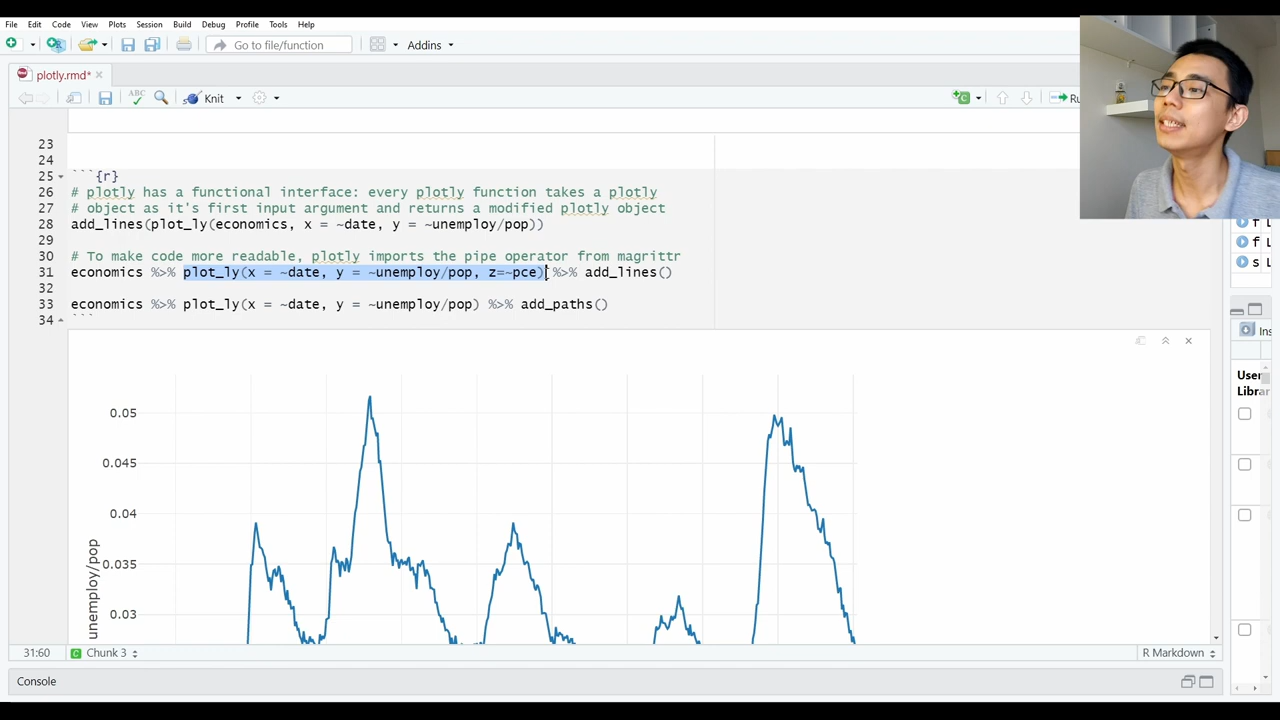 File Edit Code View Plots Session Build Debug Profile Tools Help
Go to file/function Addins
plotly.rmd*
ABC Knit Ru
23
24
25 ```{r}
26 # plotly has a functional interface: every plotly function takes a plotly
27 # object as it's first input argument and returns a modified plotly object
28 add_lines(plot_ly(economics, x = ~date, y = ~unemploy/pop))
29
30 # To make code more readable, plotly imports the pipe operator from magrittr
31 economics %>% plot_ly(x = ~date, y = ~unemploy/pop, z=~pce) %>% add_lines()
32
33 economics %>% plot_ly(x = ~date, y = ~unemploy/pop) %>% add_paths()
34 ```
f L
f L
s L
Ins
User
Librar
0.05
0.045
0.04
0.035
0.03
unemploy/pop
31:60 C Chunk 3 R Markdown
Console